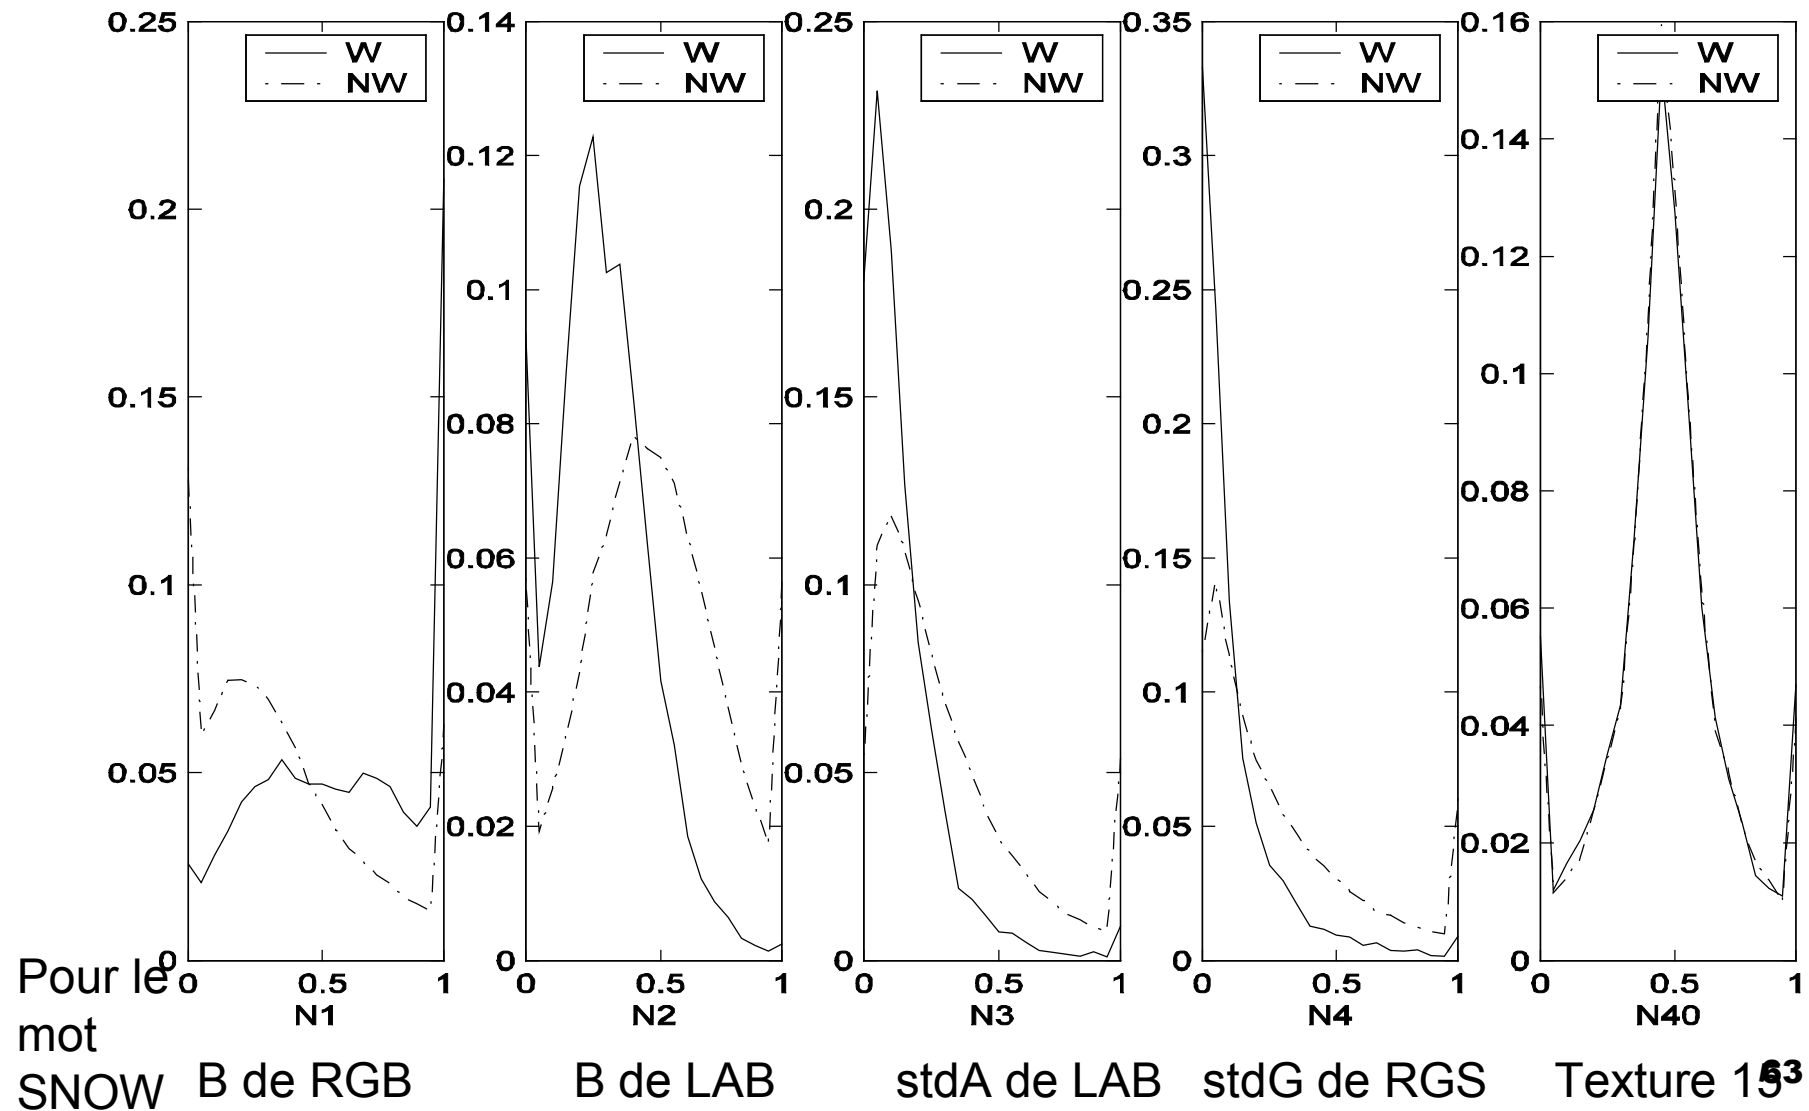 0.25
0.2
0.15
0.1
0.05
0
0 0.5 1
N1
W
NW
0.14
0.12
0.1
0.08
0.06
0.04
0.02
0
0 0.5 1
N2
W
NW
0.25
0.2
0.15
0.1
0.05
0
0 0.5 1
N3
W
NW
0.35
0.3
0.25
0.2
0.15
0.1
0.05
0
0 0.5 1
N4
W
NW
0.16
0.14
0.12
0.1
0.08
0.06
0.04
0.02
0
0 0.5 1
N40
W
NW
Pour le
mot
SNOW
B de RGB
B de LAB
stdA de LAB
stdG de RGS
Texture 15
63